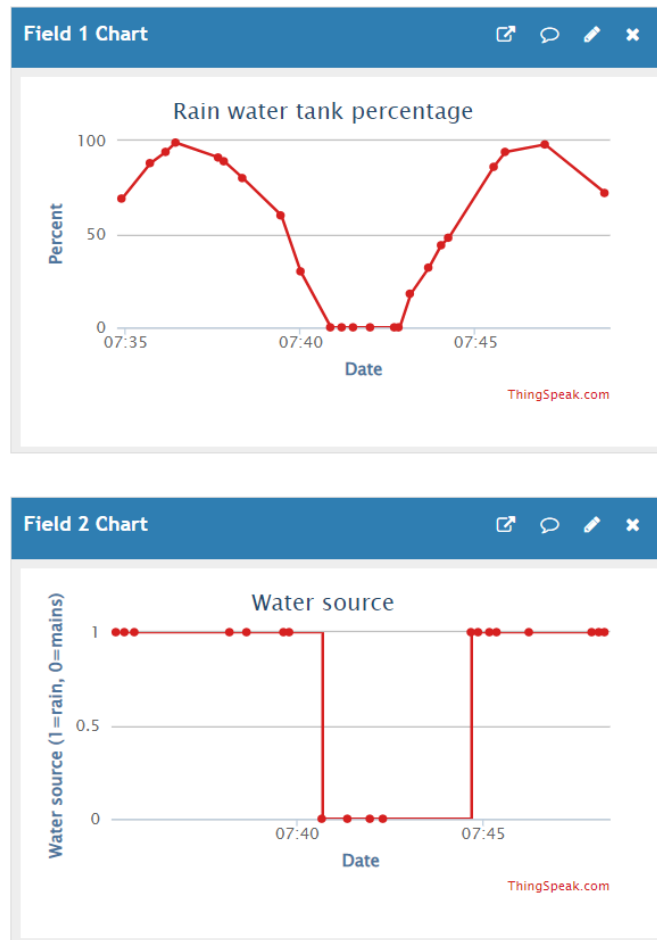 Field 1 Chart
Rain water tank percentage
Percent
100
50
0
07:35 07:40 07:45
Date
ThingSpeak.com
Field 2 Chart
Water source
Water source (1=rain, 0=mains)
1
0.5
0
07:40 07:45
Date
ThingSpeak.com